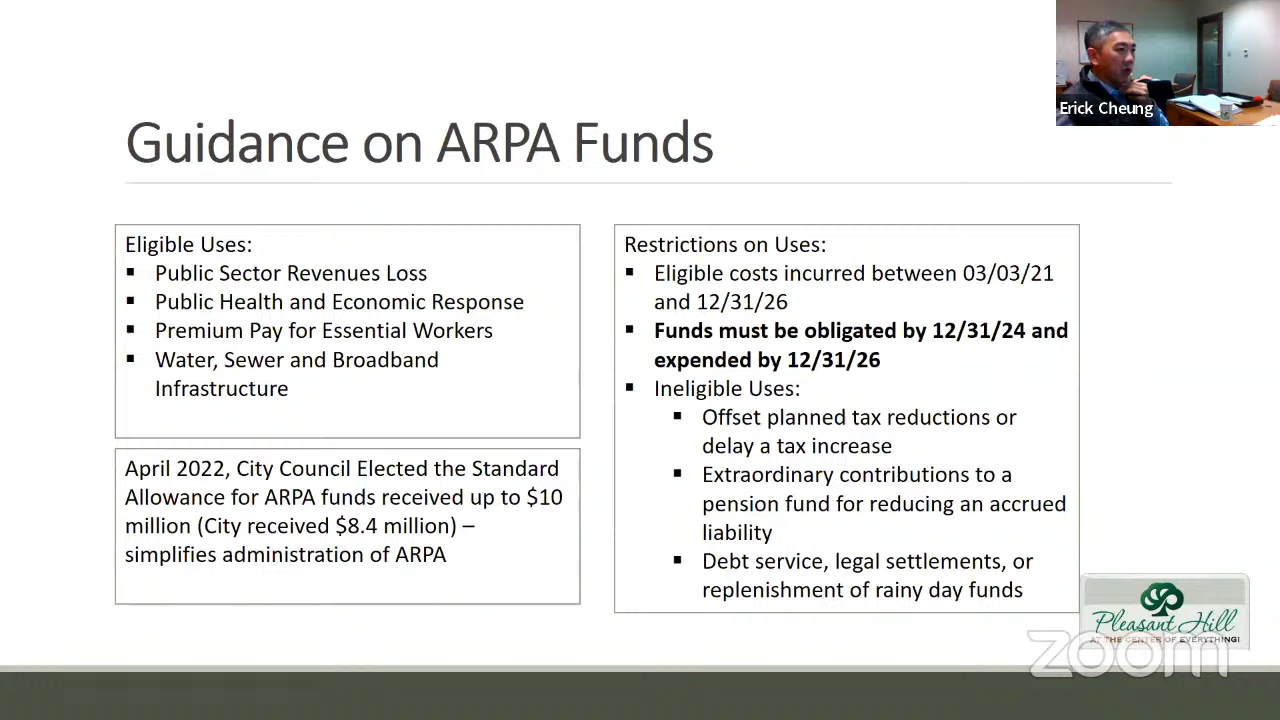 Erick Cheung
Guidance on ARPA Funds
Eligible Uses:
Public Sector Revenues Loss
Public Health and Economic Response
Premium Pay for Essential Workers
Water, Sewer and Broadband
Infrastructure
April 2022, City Council Elected the Standard
Allowance for ARPA funds received up to $10
million (City received $8.4 million) –
simplifies administration of ARPA
Restrictions on Uses:
Eligible costs incurred between 03/03/21
and 12/31/26
Funds must be obligated by 12/31/24 and
expended by 12/31/26
Ineligible Uses:
Offset planned tax reductions or
delay a tax increase
Extraordinary contributions to a
pension fund for reducing an accrued
liability
Debt service, legal settlements, or
replenishment of rainy day funds
Pleasant Hill
AT THE CENTER OF EVERYTHING!
zoom